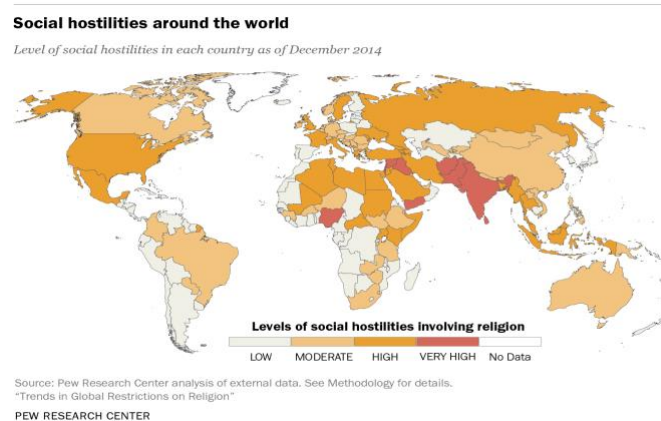 Social hostilities around the world
Level of social hostilities in each country as of December 2014
Levels of social hostilities involving religion
LOW MODERATE HIGH VERY HIGH No Data
Source: Pew Research Center analysis of external data. See Methodology for details.
“Trends in Global Restrictions on Religion”
PEW RESEARCH CENTER